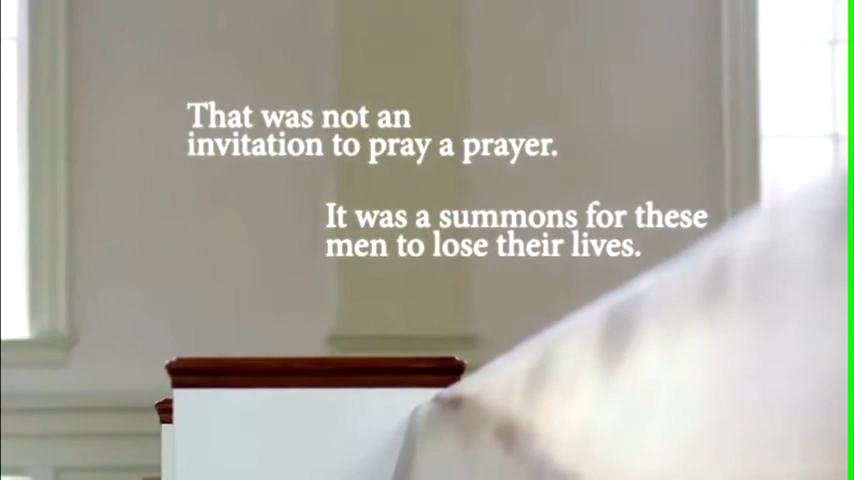 That was not an
invitation to pray a prayer.
It was a summons for these
men to lose their lives.